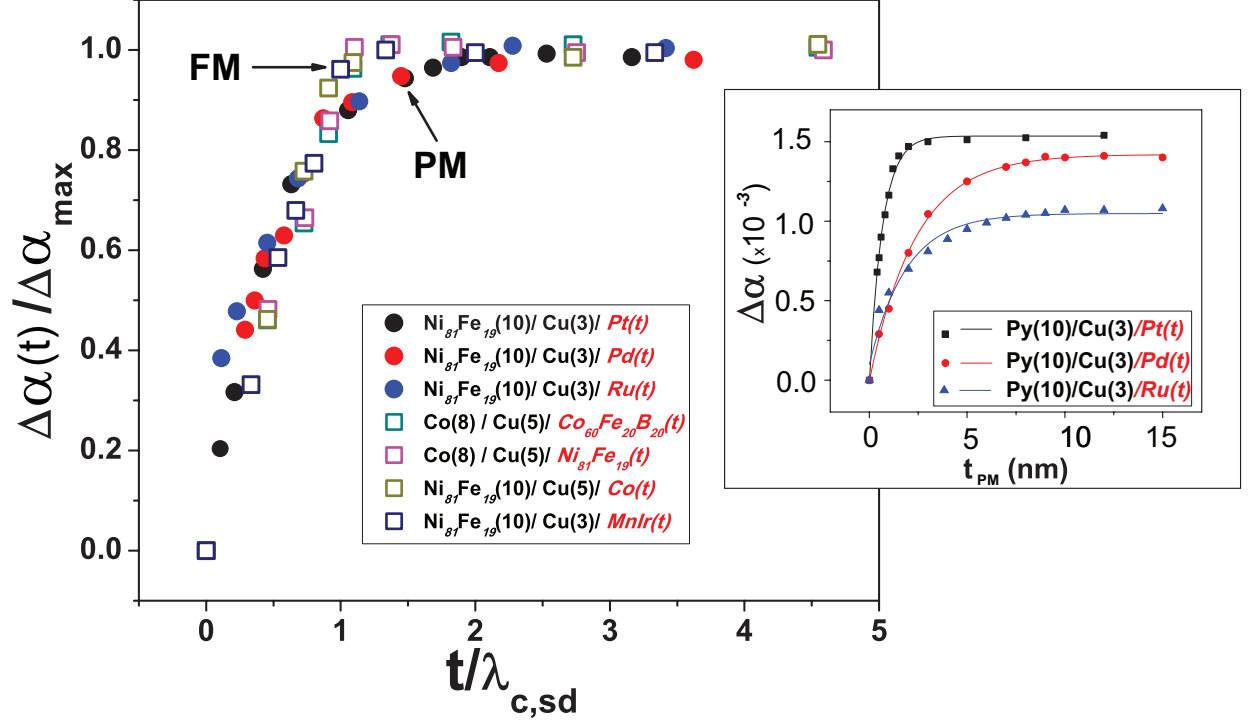 Δα(t) /Δα max
1.0
0.8
0.6
0.4
0.2
0.0
FM
PM
Ni81Fe19(10)/ Cu(3)/ Pt(t)
Ni81Fe19(10)/ Cu(3)/ Pd(t)
Ni81Fe19(10)/ Cu(3)/ Ru(t)
Co(8) / Cu(5)/ Co60Fe20B20(t)
Co(8) / Cu(5)/ Ni81Fe19(t)
Ni81Fe19(10)/ Cu(5)/ Co(t)
Ni81Fe19(10)/ Cu(3)/ MnIr(t)
0 1 2 3 4 5
t/λc,sd
Δα (x10 -3)
1.5
1.0
0.5
0.0
Py(10)/Cu(3)/Pt(t)
Py(10)/Cu(3)/Pd(t)
Py(10)/Cu(3)/Ru(t)
0 5 10 15
tPM (nm)